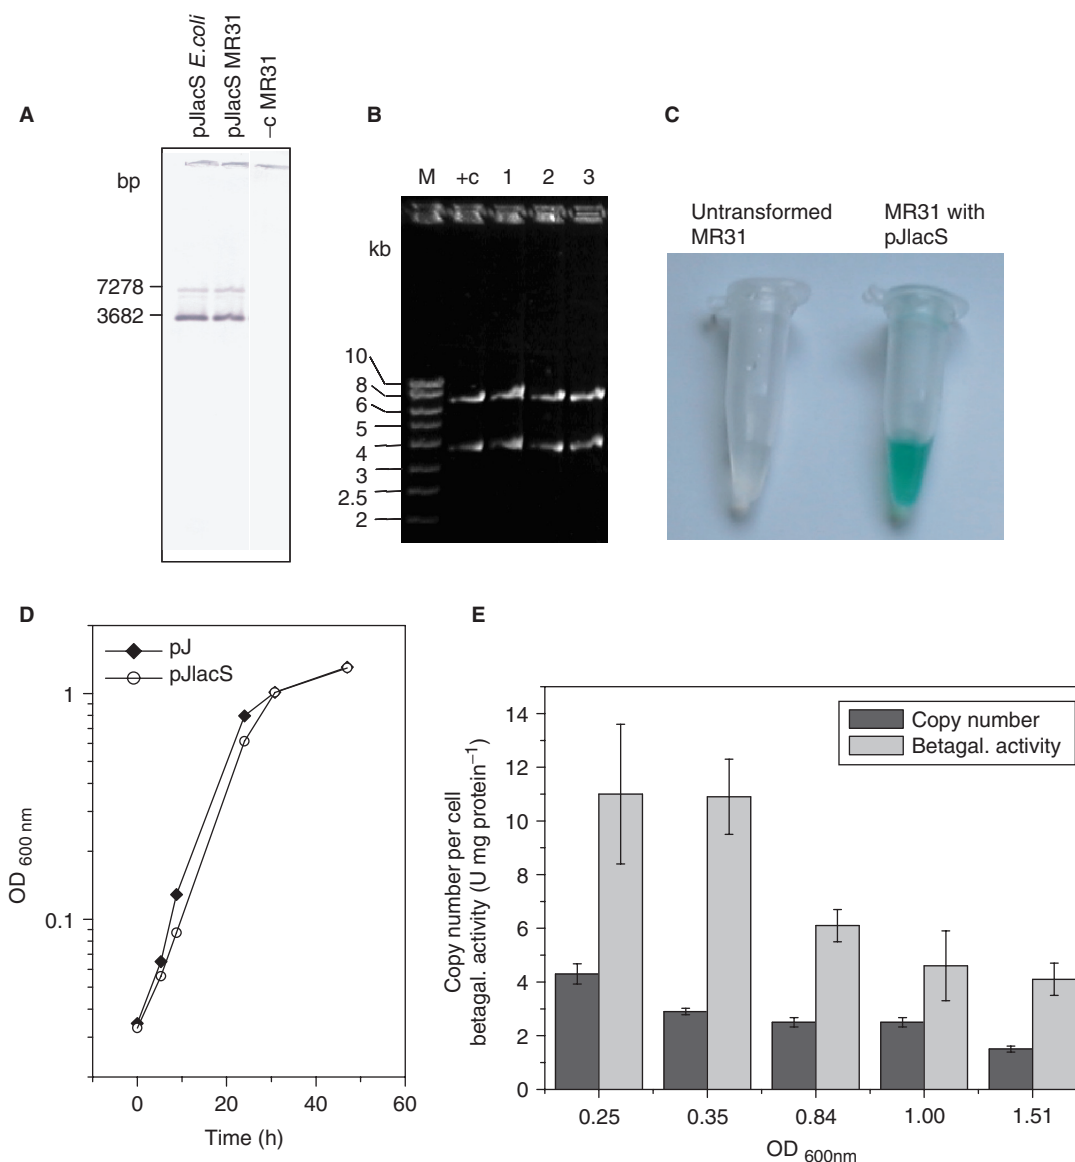 A
pJlacS E.coli
pJlacS MR31
–c MR31
bp
7278
3682
B
M +c 1 2 3
kb
10
8
6
5
4
3
2.5
2
C
Untransformed
MR31
MR31 with
pJlacS
D
pJ
pJlacS
1
0.1
OD 600 nm
0 20 40 60
Time (h)
E
Copy number
Betagal. activity
Copy number per cell
betagal. activity (U mg protein–1)
14
12
10
8
6
4
2
0
0.25 0.35 0.84 1.00 1.51
OD 600nm